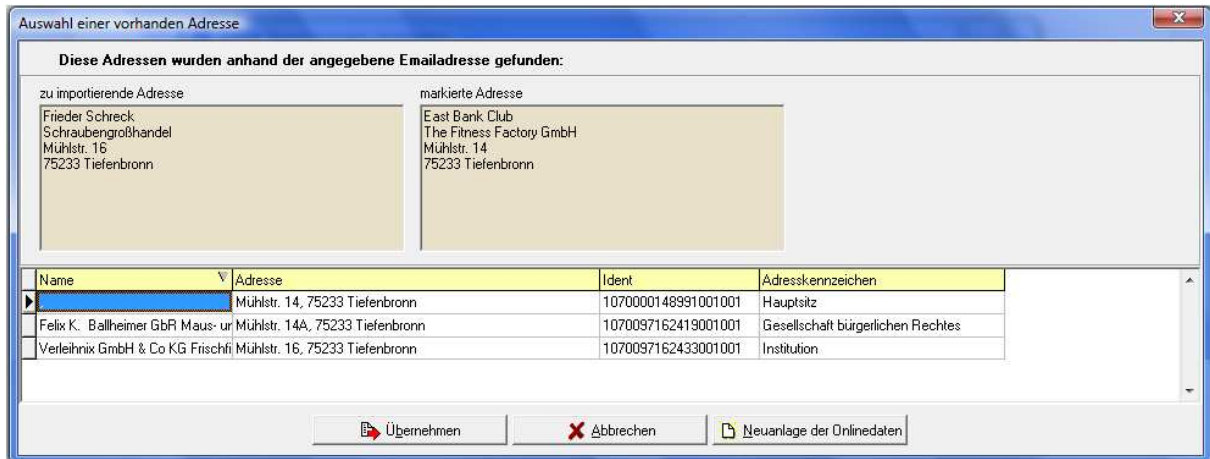 Auswahl einer vorhanden Adresse
Diese Adressen wurden anhand der angegebene Emailadresse gefunden:
zu importierende Adresse
Frieder Schreck
Schraubengroßhandel
Mühlstr. 16
75233 Tiefenbronn
markierte Adresse
East Bank Club
The Fitness Factory GmbH
Mühlstr. 14
75233 Tiefenbronn
Name Adresse Ident Adresskennzeichen
, Mühlstr. 14, 75233 Tiefenbronn 1070000148991001001 Hauptsitz
Felix K. Ballheimer GbR Maus- ur Mühlstr. 14A, 75233 Tiefenbronn 1070097162419001001 Gesellschaft bürgerlichen Rechtes
Verleihnix GmbH & Co KG Frischfi Mühlstr. 16, 75233 Tiefenbronn 1070097162433001001 Institution
Übernehmen Abbrechen Neuanlage der Onlinedaten